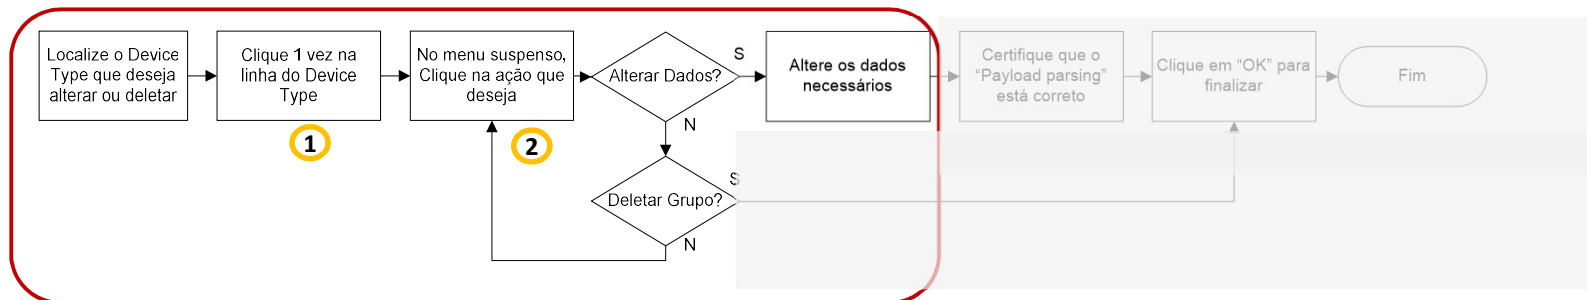 Localize o Device
Type que deseja
alterar ou deletar
Clique 1 vez na
linha do Device
Type
1
No menu suspenso,
Clique na ação que
deseja
2
Alterar Dados?
S
N
Altere os dados
necessários
Certifique que o
“Payload parsing”
está correto
Clique em “OK” para
finalizar
Fim
Deletar Grupo?
S
N